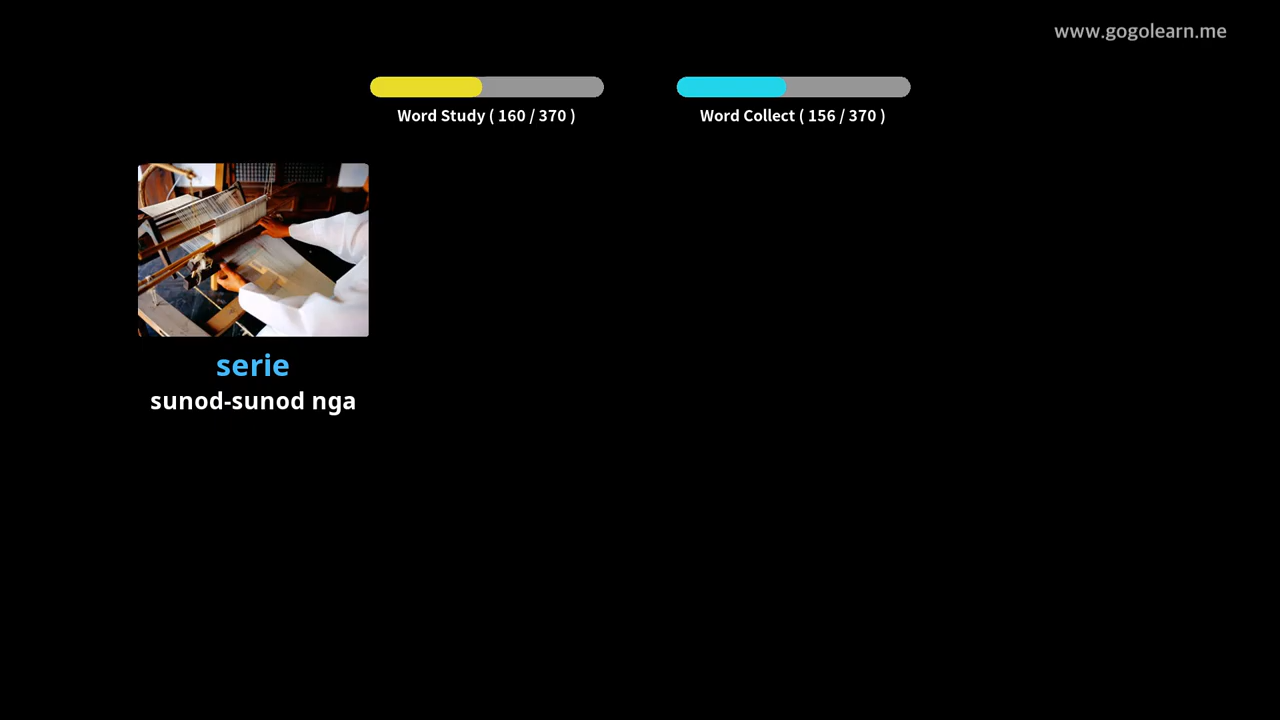 www.gogolearn.me
Word Study ( 160 / 370 )
Word Collect ( 156 / 370 )
serie
sunod-sunod nga